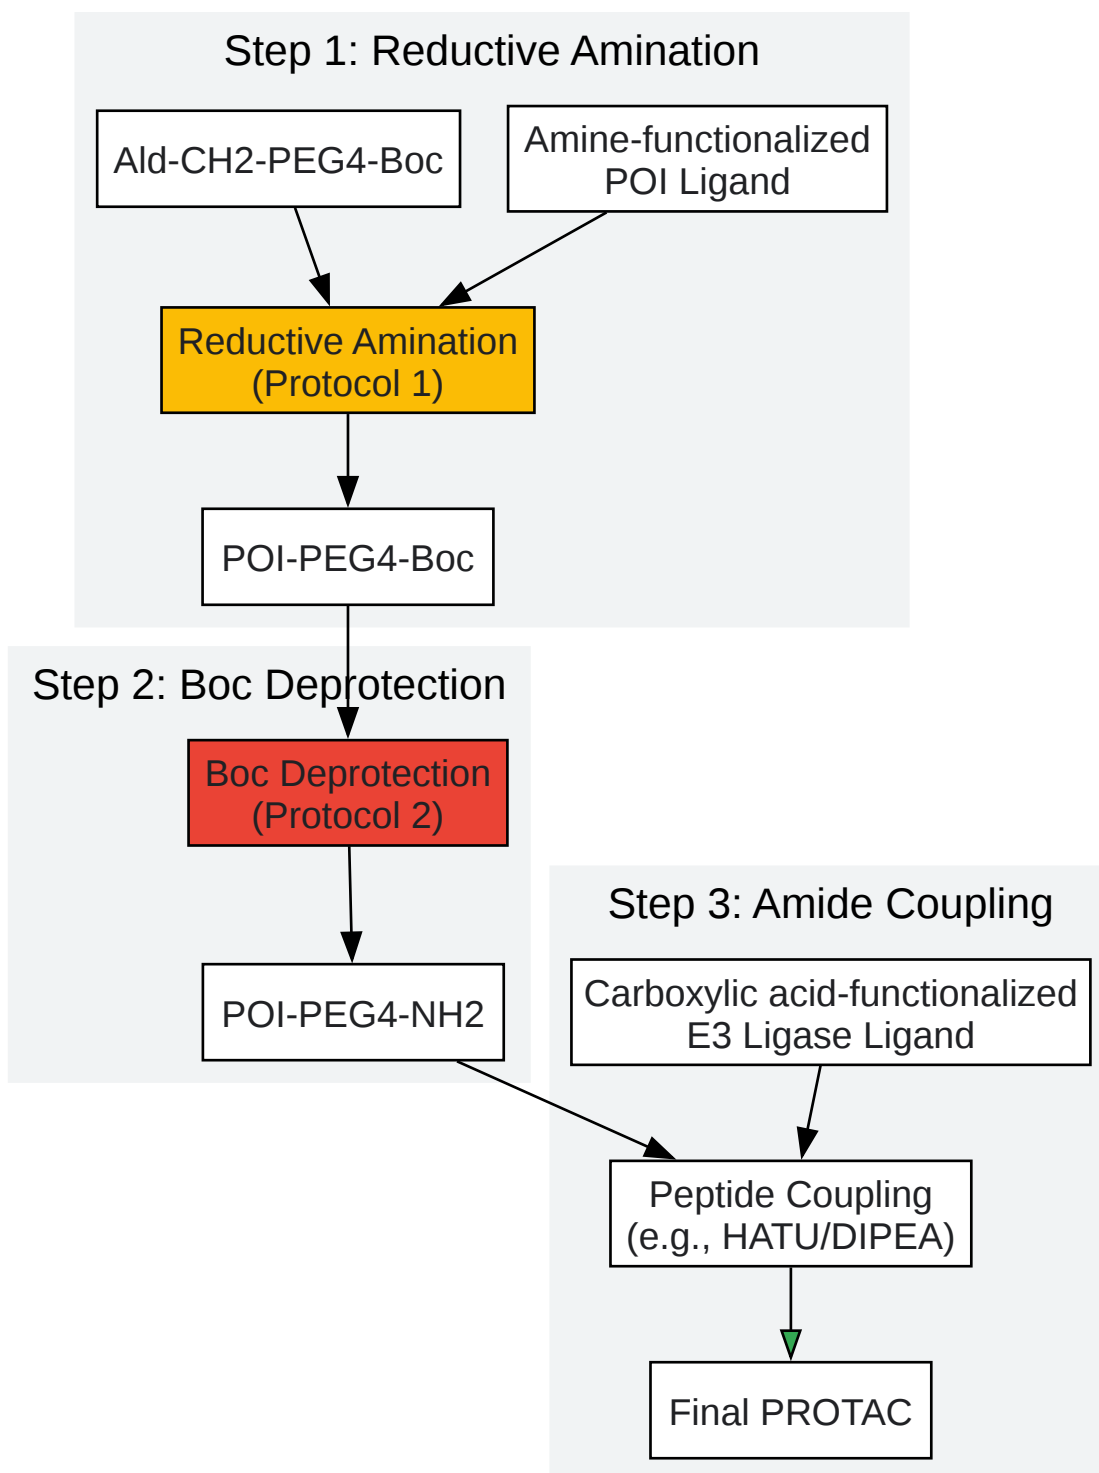 Step 1: Reductive Amination
Ald-CH2-PEG4-Boc
Amine-functionalized
POI Ligand
Reductive Amination
(Protocol 1)
POI-PEG4-Boc
Step 2: Boc Deprotection
Boc Deprotection
(Protocol 2)
POI-PEG4-NH2
Step 3: Amide Coupling
Carboxylic acid-functionalized
E3 Ligase Ligand
Peptide Coupling
(e.g., HATU/DIPEA)
Final PROTAC